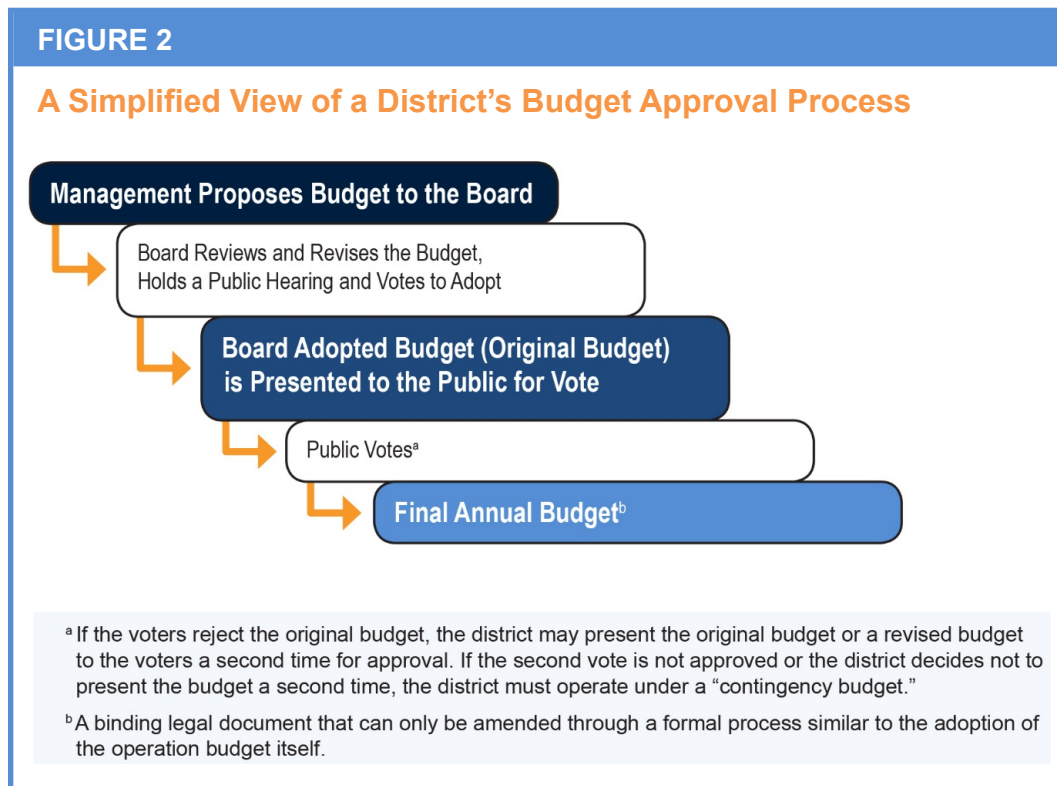 FIGURE 2
A Simplified View of a District’s Budget Approval Process
Management Proposes Budget to the Board
Board Reviews and Revises the Budget,
Holds a Public Hearing and Votes to Adopt
Board Adopted Budget (Original Budget)
is Presented to the Public for Vote
Public Votesᵃ
Final Annual Budgetᵇ
ᵃ If the voters reject the original budget, the district may present the original budget or a revised budget
to the voters a second time for approval. If the second vote is not approved or the district decides not to
present the budget a second time, the district must operate under a “contingency budget.”
ᵇ A binding legal document that can only be amended through a formal process similar to the adoption of
the operation budget itself.